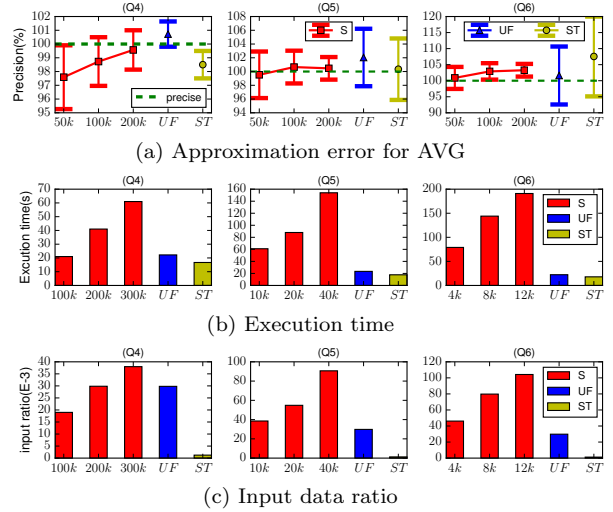 (Q4) (Q5) (Q6)
Precision(%)
102 101 100 99 98 97 96 95
108 106 104 102 100 98 96 94
120 115 110 105 100 95 90
precise
S
UF ST
50k 100k 200k UF ST 50k 100k 200k UF ST 50k 100k 200k UF ST
(a) Approximation error for AVG
(Q4) (Q5) (Q6)
Excution time(s)
70 60 50 40 30 20 10 0
160 140 120 100 80 60 40 20 0
200 150 100 50 0
S
UF
ST
100k 200k 300k UF ST 10k 20k 40k UF ST 4k 8k 12k UF ST
(b) Execution time
(Q4) (Q5) (Q6)
input ratio(E-3)
40 35 30 25 20 15 10 5 0
100 80 60 40 20 0
120 100 80 60 40 20 0
S
UF
ST
100k 200k 300k UF ST 10k 20k 40k UF ST 4k 8k 12k UF ST
(c) Input data ratio